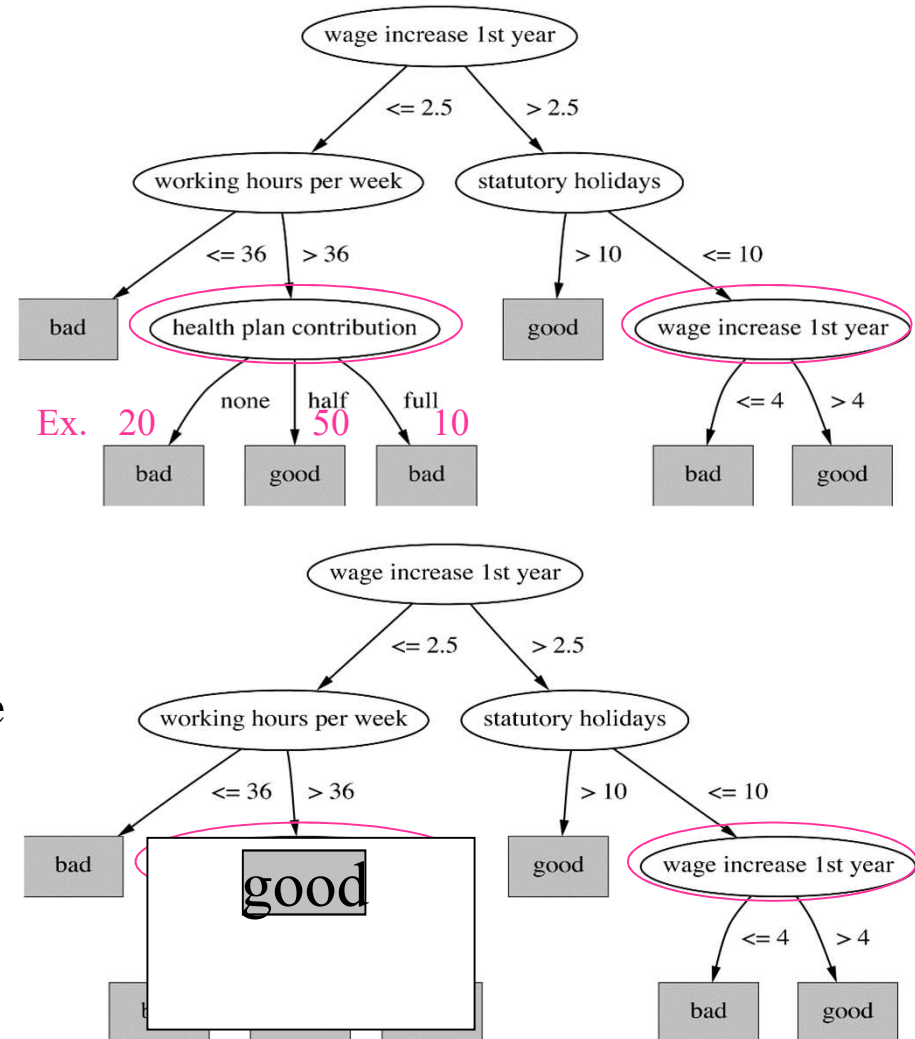 wage increase 1st year
<= 2.5 > 2.5
working hours per week statutory holidays
<= 36 > 36 > 10 <= 10
bad health plan contribution good wage increase 1st year
none half full <= 4 > 4
Ex. 20 50 10
bad good bad bad good
wage increase 1st year
<= 2.5 > 2.5
e working hours per week statutory holidays
<= 36 > 36 > 10 <= 10
bad good good wage increase 1st year
<= 4 > 4
bad good